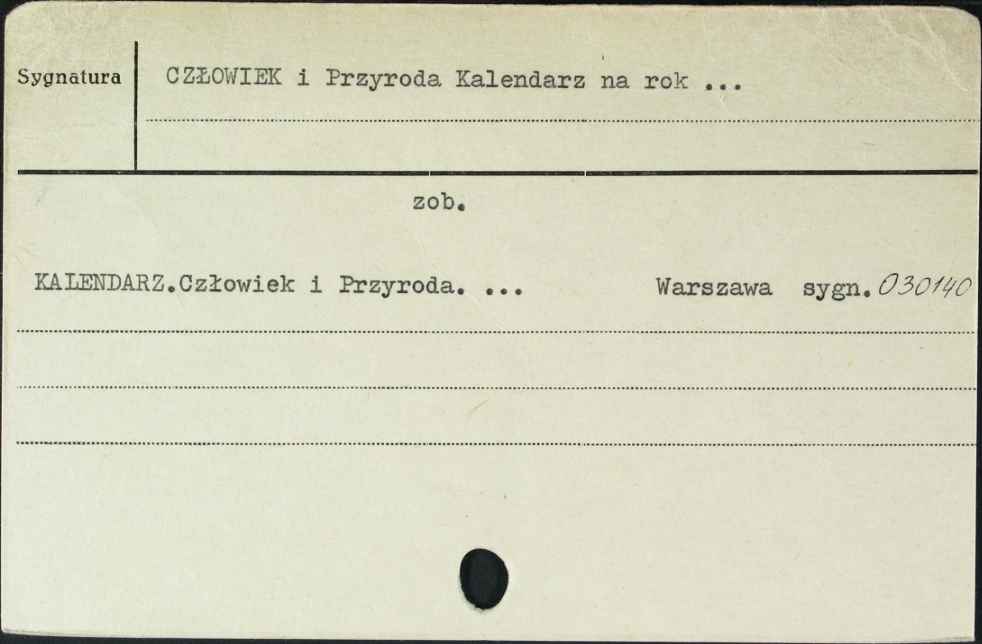 Sygnatura
CZŁOWIEK i Przyroda Kalendarz na rok ...
zob.
KALENDARZ.Człowiek i Przyroda. ... Warszawa sygn. 030140